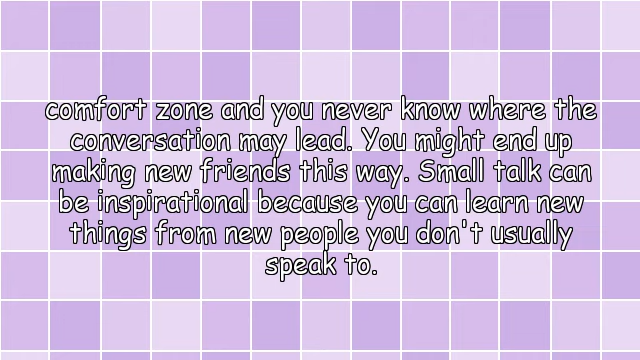 comfort zone and you never know where the
conversation may lead. You might end up
making new friends this way. Small talk can
be inspirational because you can learn new
things from new people you don't usually
speak to.